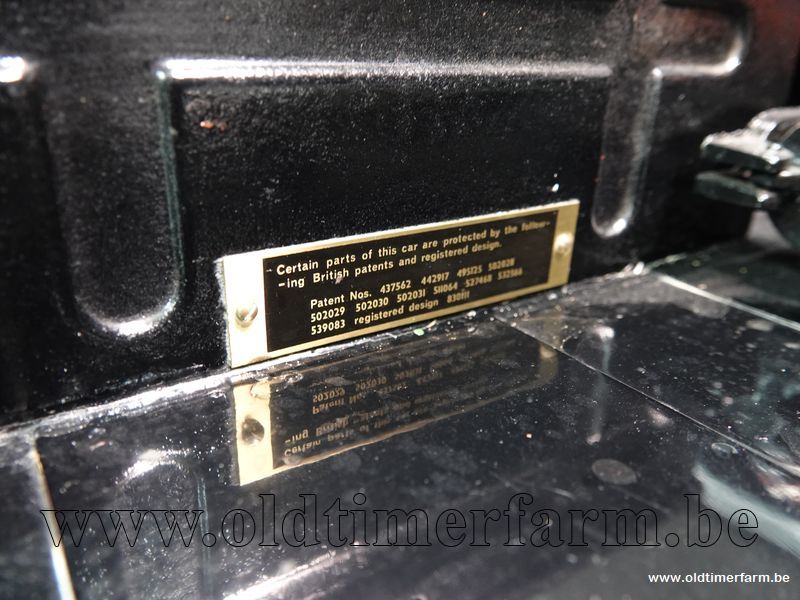 Certain parts of this car are protected by the follow-
-ing British patents and registered design.
Patent Nos. 437562 442917 495125 502028
502029 502030 502031 511064 527468 532566
539083 registered design 830111
www.oldtimerfarm.be
www.oldtimerfarm.be